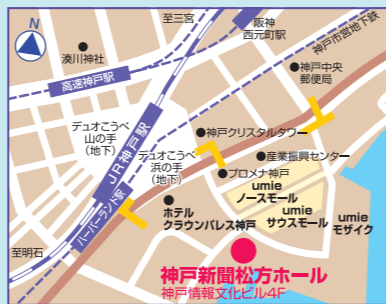 N
至三宮
阪神
西元町駅
神戸市営地下鉄
湊川神社
高速神戸駅
神戸中央
郵便局
デュオこうべ
山の手
(地下)
JR神戸駅
神戸クリスタルタワー
デュオこうべ
浜の手
(地下)
産業振興センター
プロメナ神戸
umie
ノースモール
ハーバーランド駅
ホテル
クラウンパレス神戸
umie
サウスモール
umie
モザイク
至明石
神戸新聞松方ホール
神戸情報文化ビル4F